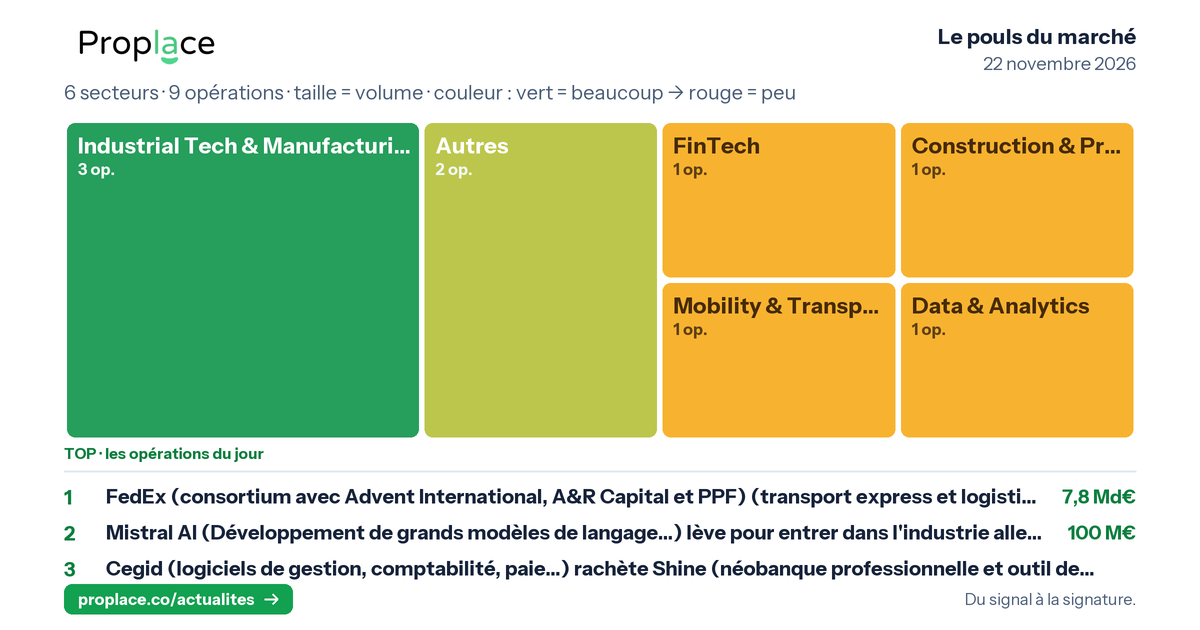 Proplace
Le pouls du marché
22 novembre 2026
6 secteurs · 9 opérations · taille = volume · couleur : vert = beaucoup → rouge = peu
Industrial Tech & Manufacturi...
3 op.
Autres
2 op.
FinTech
1 op.
Construction & Pr...
1 op.
Mobility & Transp...
1 op.
Data & Analytics
1 op.
TOP · les opérations du jour
1 FedEx (consortium avec Advent International, A&R Capital et PPF) (transport express et logisti... 7,8 Md€
2 Mistral AI (Développement de grands modèles de langage...) lève pour entrer dans l'industrie alle... 100 M€
3 Cegid (logiciels de gestion, comptabilité, paie...) rachète Shine (néobanque professionnelle et outil de...
proplace.co/actualites →
Du signal à la signature.